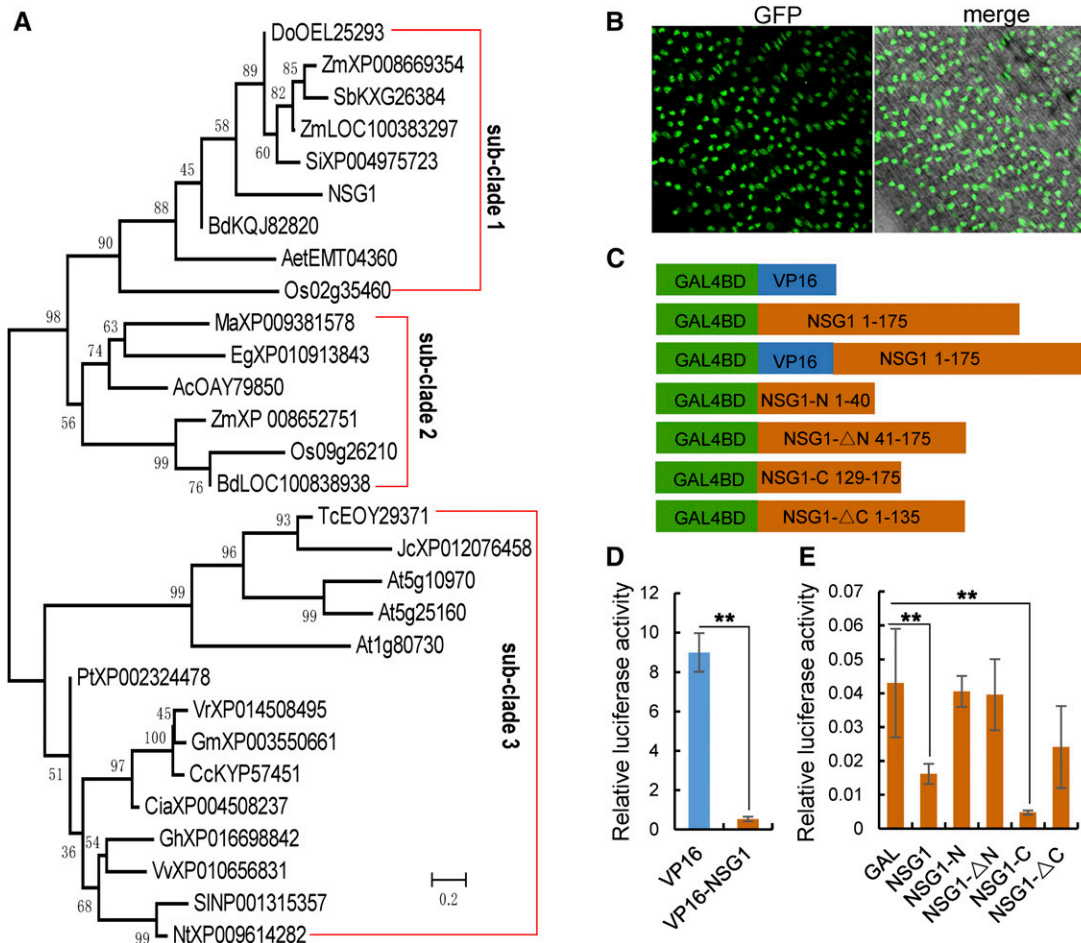 A
DoOEL25293
ZmXP008669354
SbKXG26384
ZmLOC100383297
SiXP004975723
NSG1
BdKQJ82820
AetEMT04360
Os02g35460
MaXP009381578
EgXP010913843
AcOAY79850
ZmXP 008652751
Os09g26210
BdLOC100838938
TcEOY29371
JcXP012076458
At5g10970
At5g25160
At1g80730
PtXP002324478
VrXP014508495
GmXP003550661
CcKYP57451
CiaXP004508237
GhXP016698842
VvXP010656831
SlNP001315357
NtXP009614282
89
85
82
60
58
45
88
90
98
63
74
56
99
76
93
96
99
99
45
100
97
51
54
36
68
99
sub-clade 1
sub-clade 2
sub-clade 3
0.2
B
GFP
merge
C
GAL4BD VP16
GAL4BD NSG1 1-175
GAL4BD VP16 NSG1 1-175
GAL4BD NSG1-N 1-40
GAL4BD NSG1-△N 41-175
GAL4BD NSG1-C 129-175
GAL4BD NSG1-△C 1-135
D
Relative luciferase activity
12
10
8
6
4
2
0
**
VP16
VP16-NSG1
E
Relative luciferase activity
0.07
0.06
0.05
0.04
0.03
0.02
0.01
0
**
**
GAL
NSG1
NSG1-N
NSG1-△N
NSG1-C
NSG1-△C